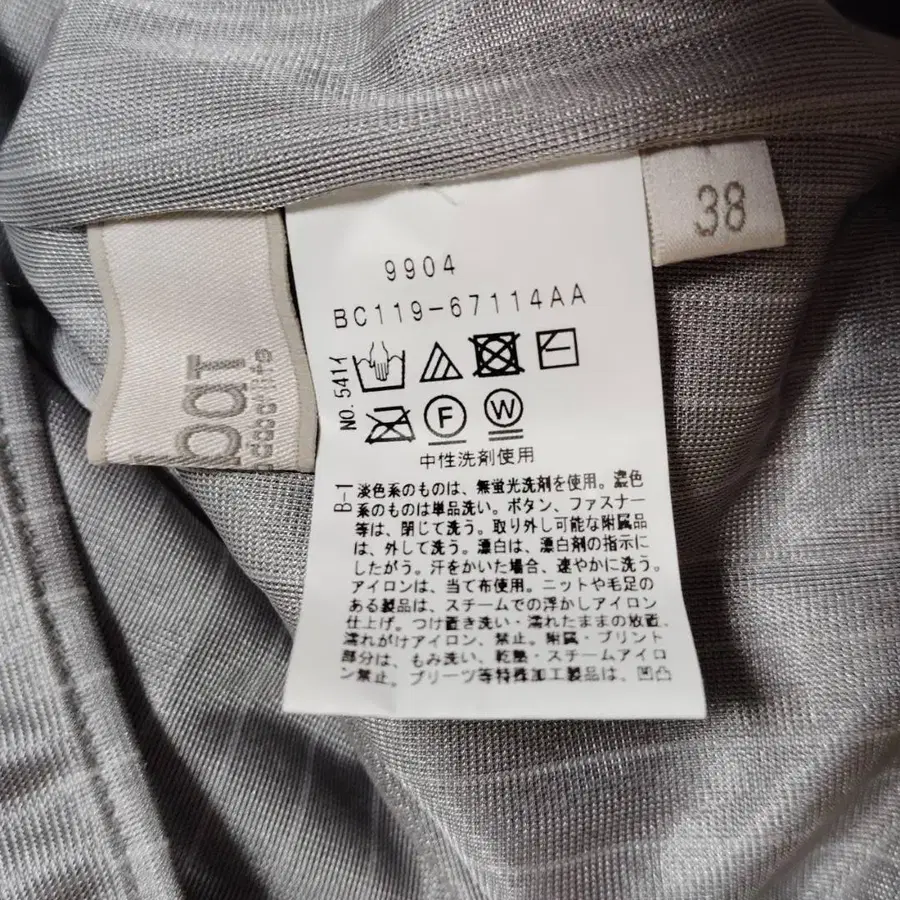 38
9904
BC119-67114AA
NO. 541イ
F
W
中性洗剤使用
B-1
淡色系のものは、無蛍光洗剤を使用。濃色
系のものは単品洗い。ボタン、ファスナー
等は、閉じて洗う。取り外し可能な附属品
は、外して洗う。漂白は、漂白剤の指示に
したがう。汗をかいた場合、速やかに洗う。
アイロンは、当て布使用。ニットや毛足の
ある製品は、スチームでの浮かしアイロン
仕上げ。つけ置き洗い・濡れたままの放置、
濡れがけアイロン、禁止。附属・プリント
部分は、もみ洗い、乾燥・スチームアイロ
ン禁止。プリーツ等特殊加工製品は、凹凸